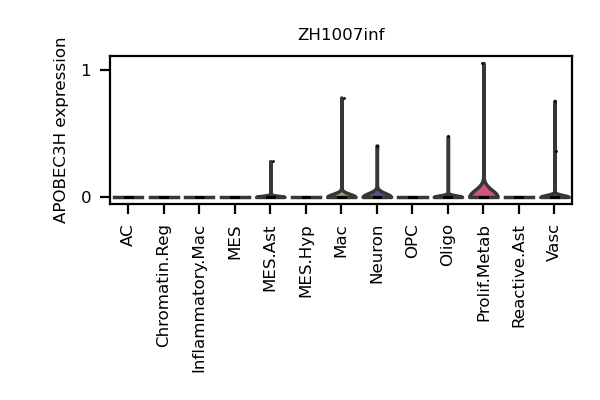 ZH1007inf
APOBEC3H expression
1
0
AC
Chromatin.Reg
Inflammatory.Mac
MES
MES.Ast
MES.Hyp
Mac
Neuron
OPC
Oligo
Prolif.Metab
Reactive.Ast
Vasc